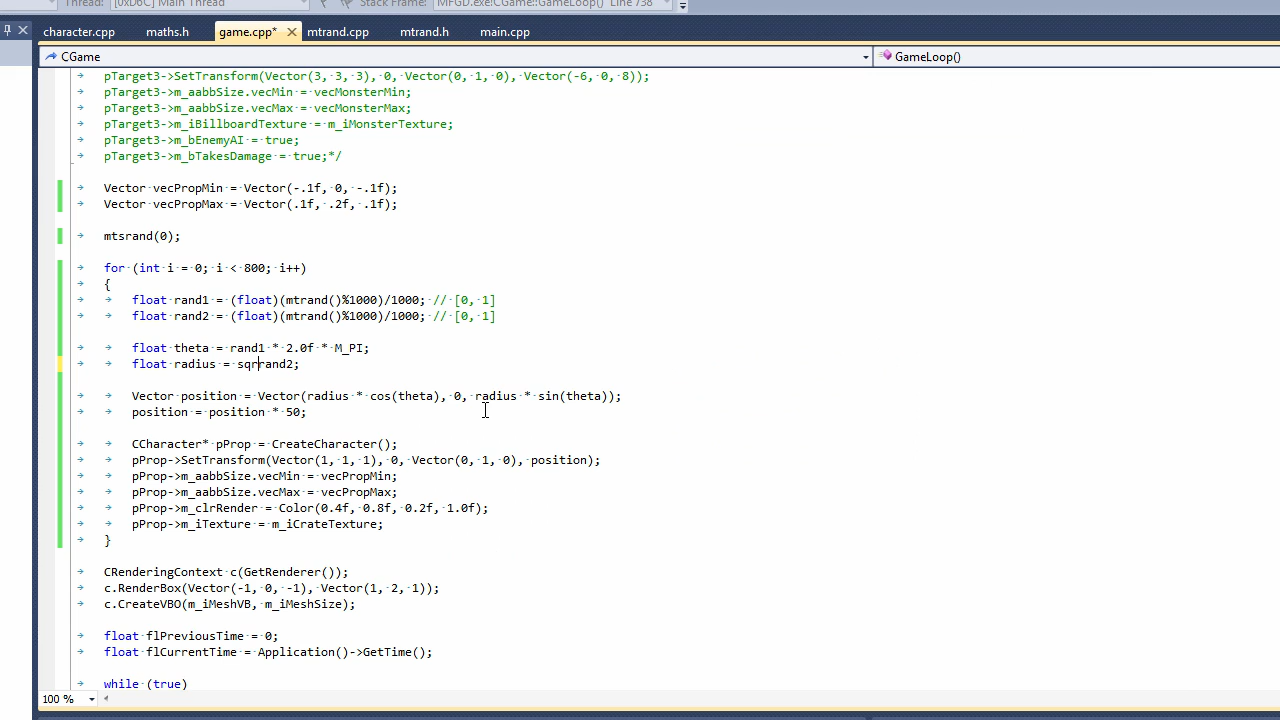 Thread: [0xD6C] Main Thread Stack Frame: MFGD.exe!CGame::GameLoop() Line 738
character.cpp maths.h game.cpp* mtrand.cpp mtrand.h main.cpp
CGame GameLoop()
pTarget3->SetTransform(Vector(3, 3, 3), 0, Vector(0, 1, 0), Vector(-6, 0, 8));
pTarget3->m_aabbSize.vecMin = vecMonsterMin;
pTarget3->m_aabbSize.vecMax = vecMonsterMax;
pTarget3->m_iBillboardTexture = m_iMonsterTexture;
pTarget3->m_bEnemyAI = true;
pTarget3->m_bTakesDamage = true;*/
Vector vecPropMin = Vector(-.1f, 0, -.1f);
Vector vecPropMax = Vector(.1f, .2f, .1f);
mtsrand(0);
for (int i = 0; i < 800; i++)
{
float rand1 = (float)(mtrand()%1000)/1000; // [0, 1]
float rand2 = (float)(mtrand()%1000)/1000; // [0, 1]
float theta = rand1 * 2.0f * M_PI;
float radius = sqrrand2;
Vector position = Vector(radius * cos(theta), 0, radius * sin(theta));
position = position * 50;
CCharacter* pProp = CreateCharacter();
pProp->SetTransform(Vector(1, 1, 1), 0, Vector(0, 1, 0), position);
pProp->m_aabbSize.vecMin = vecPropMin;
pProp->m_aabbSize.vecMax = vecPropMax;
pProp->m_clrRender = Color(0.4f, 0.8f, 0.2f, 1.0f);
pProp->m_iTexture = m_iCrateTexture;
}
CRenderingContext c(GetRenderer());
c.RenderBox(Vector(-1, 0, -1), Vector(1, 2, 1));
c.CreateVBO(m_iMeshVB, m_iMeshSize);
float flPreviousTime = 0;
float flCurrentTime = Application()->GetTime();
while (true)
100 %